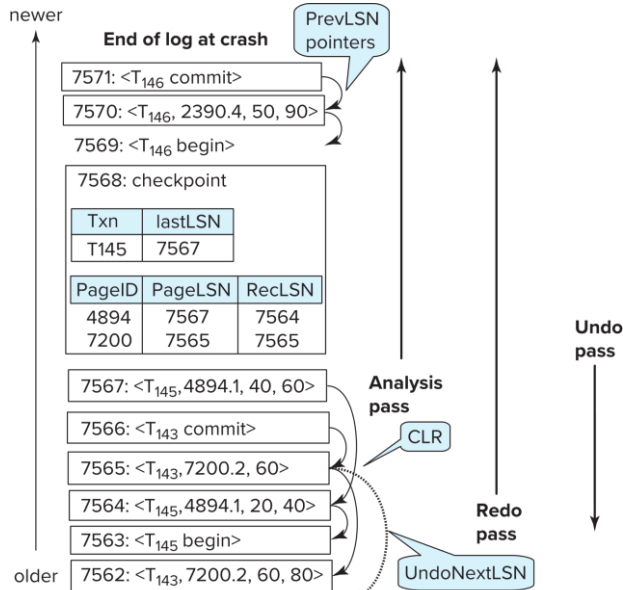 newer
End of log at crash
PrevLSN
pointers
7571: <T146 commit>
7570: <T146, 2390.4, 50, 90>
7569: <T146 begin>
7568: checkpoint
Txn lastLSN
T145 7567
PageID PageLSN RecLSN
4894 7567 7564
7200 7565 7565
Undo
pass
7567: <T145,4894.1, 40, 60>
Analysis
pass
7566: <T143 commit>
CLR
7565: <T143,7200.2, 60>
7564: <T145,4894.1, 20, 40>
Redo
pass
7563: <T145 begin>
older
7562: <T143,7200.2, 60, 80>
UndoNextLSN